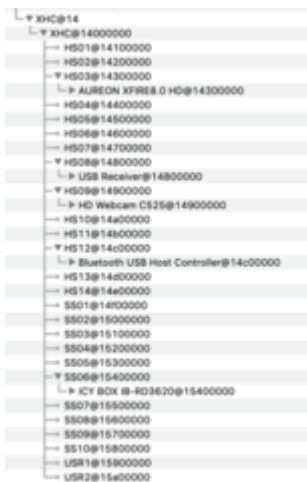 XHC@14
XHC@14000000
HS01@14100000
HS02@14200000
HS03@14300000
AUREON XFIRE8.0 HD@14300000
HS04@14400000
HS05@14500000
HS06@14600000
HS07@14700000
HS08@14800000
USB Receiver@14800000
HS09@14900000
HD Webcam C525@14900000
HS10@14a00000
HS11@14b00000
HS12@14c00000
Bluetooth USB Host Controller@14c00000
HS13@14d00000
HS14@14e00000
SS01@14f00000
SS02@15000000
SS03@15100000
SS04@15200000
SS05@15300000
SS06@15400000
ICY BOX IB-RD3620@15400000
SS07@15500000
SS08@15600000
SS09@15700000
SS10@15800000
USR1@15900000
USR2@15a00000